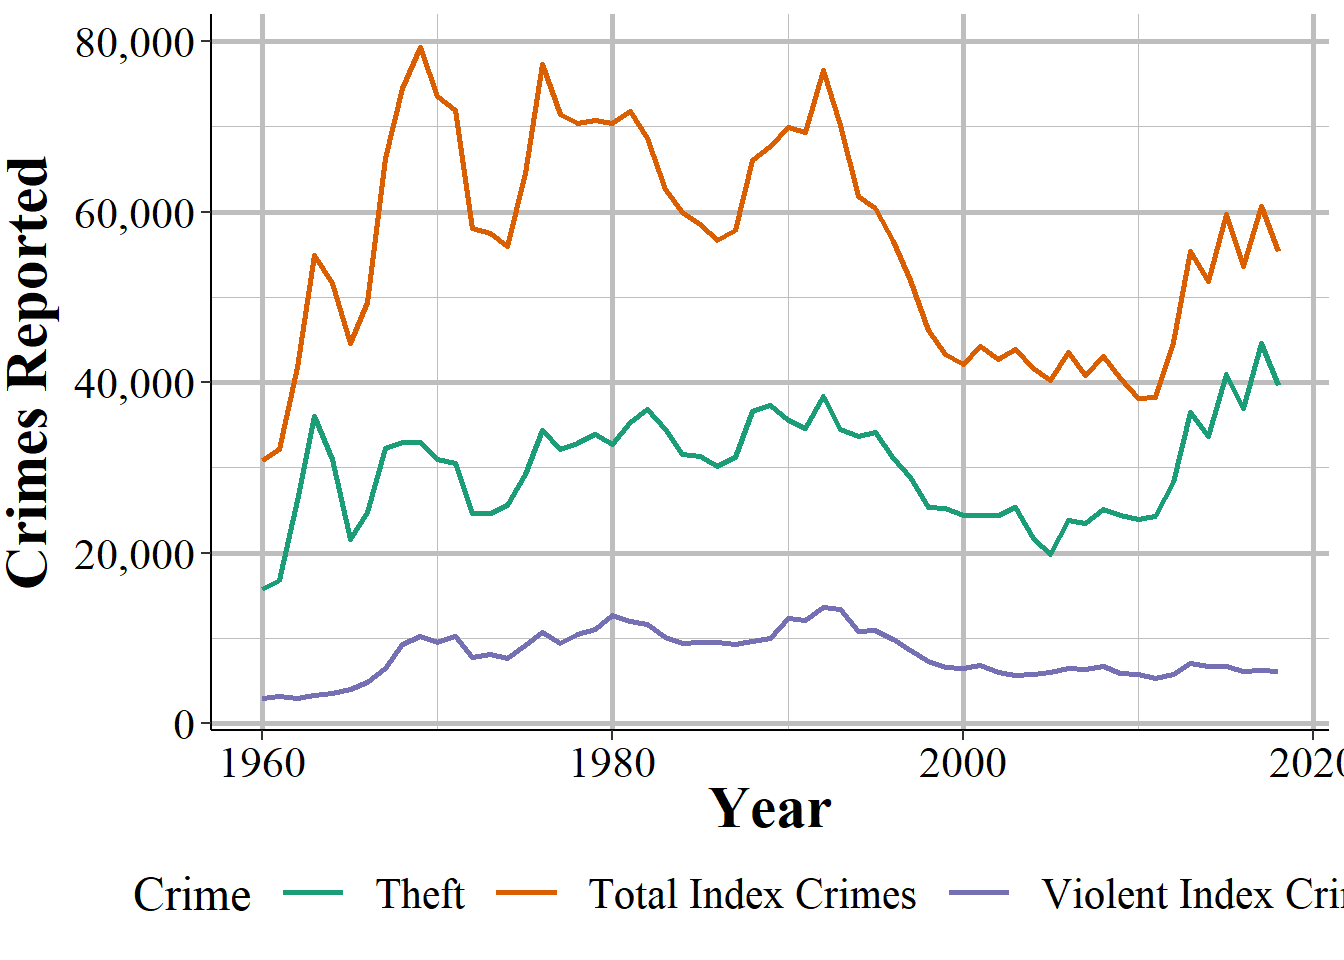 Crimes Reported
80,000
60,000
40,000
20,000
0
1960 1980 2000 2020
Year
Crime Theft Total Index Crimes Violent Index Cri